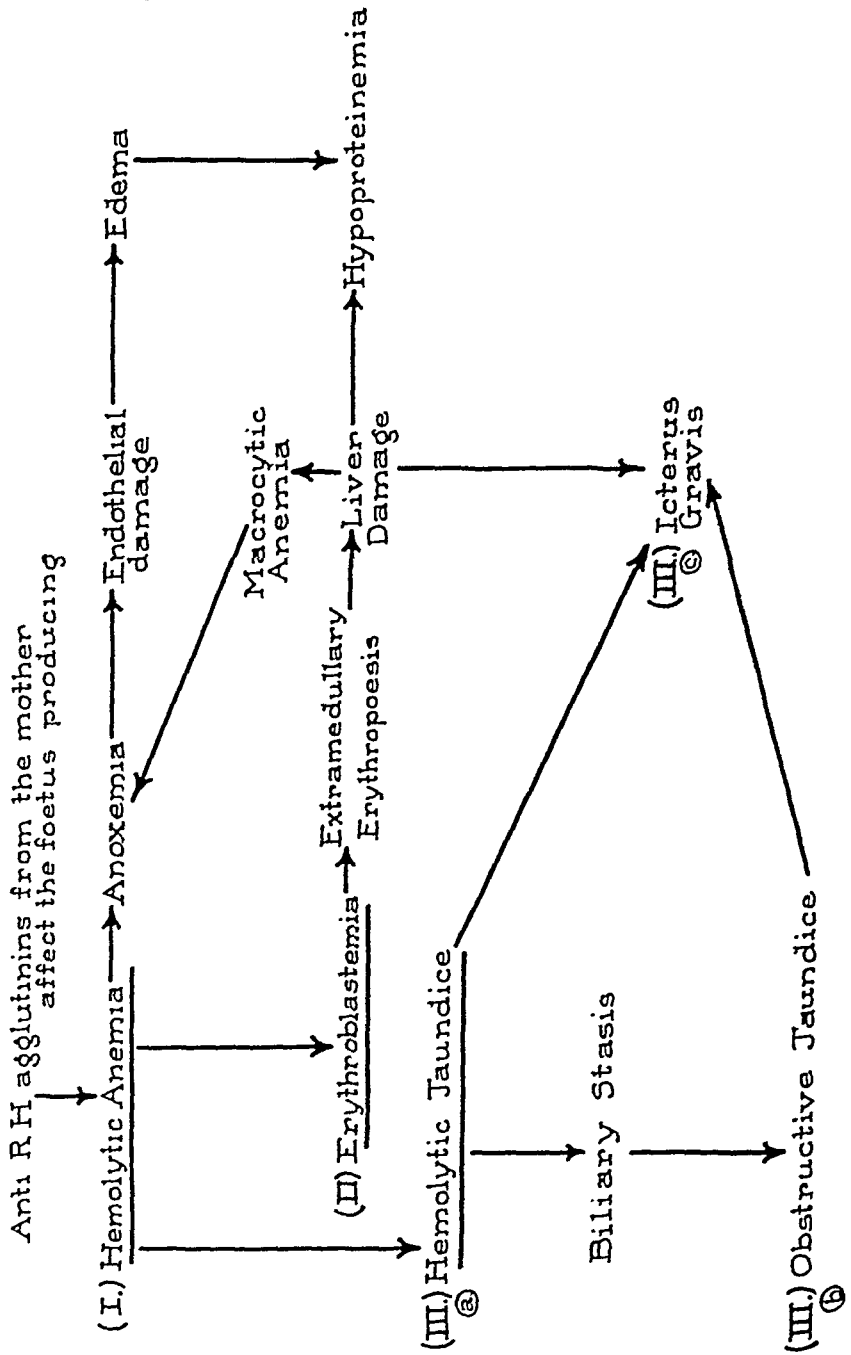 Anti RH agglutinins from the mother
affect the foetus producing
(I.) Hemolytic Anemia
Anoxemia
Endothelial
damage
Edema
Macrocytic
Anemia
(II) Erythroblastemia
Extramedullary
Erythropoesis
Liver
Damage
Hypoproteinemia
(III.) Hemolytic Jaundice
ⓐ
Biliary Stasis
(III.) Icterus
ⓒ Gravis
(III.) Obstructive Jaundice
ⓑ